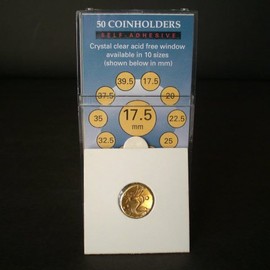 50 COINHOLDERS
SELF-ADHESIVE
Crystal clear acid free window
available in 10 sizes
(shown below in mm)
39.5 17.5
37.5 20
35 17.5 mm 22.5
32.5 25